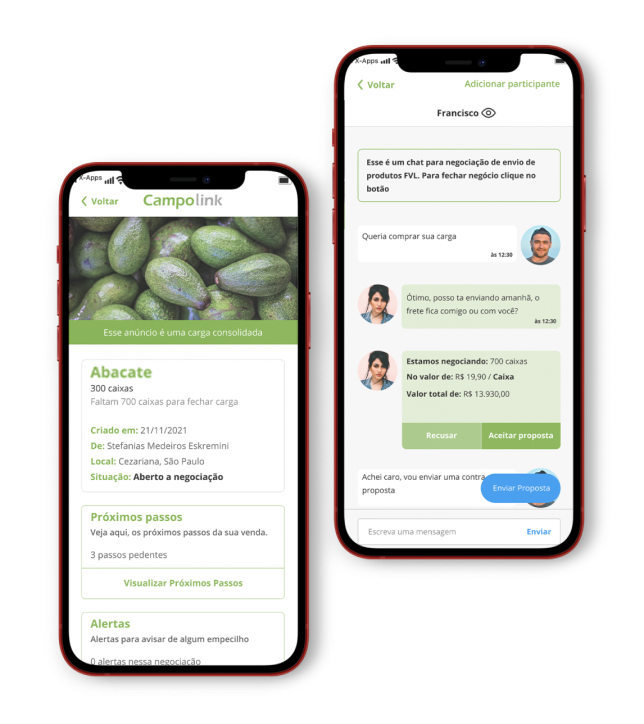 X-Apps
Voltar
Campolink
Esse anúncio é uma carga consolidada
Abacate
300 caixas
Faltam 700 caixas para fechar carga
Criado em: 21/11/2021
De: Stefanias Medeiros Eskremini
Local: Cezariana, São Paulo
Situação: Aberto a negociação
Próximos passos
Veja aqui, os próximos passos da sua venda.
3 passos pedentes
Visualizar Próximos Passos
Alertas
Alertas para avisar de algum empecilho
0 alertas nessa negociação
X-Apps
Voltar
Adicionar participante
Francisco
Esse é um chat para negociação de envio de
produtos FVL. Para fechar negócio clique no
botão
Queria comprar sua carga
às 12:30
Ótimo, posso ta enviando amanhã, o
frete fica comigo ou com você?
às 12:30
Estamos negociando: 700 caixas
No valor de: R$ 19,90 / Caixa
Valor total de: R$ 13.930,00
Recusar
Aceitar proposta
Achei caro, vou enviar uma contra
proposta
Enviar Proposta
Escreva uma mensagem
Enviar